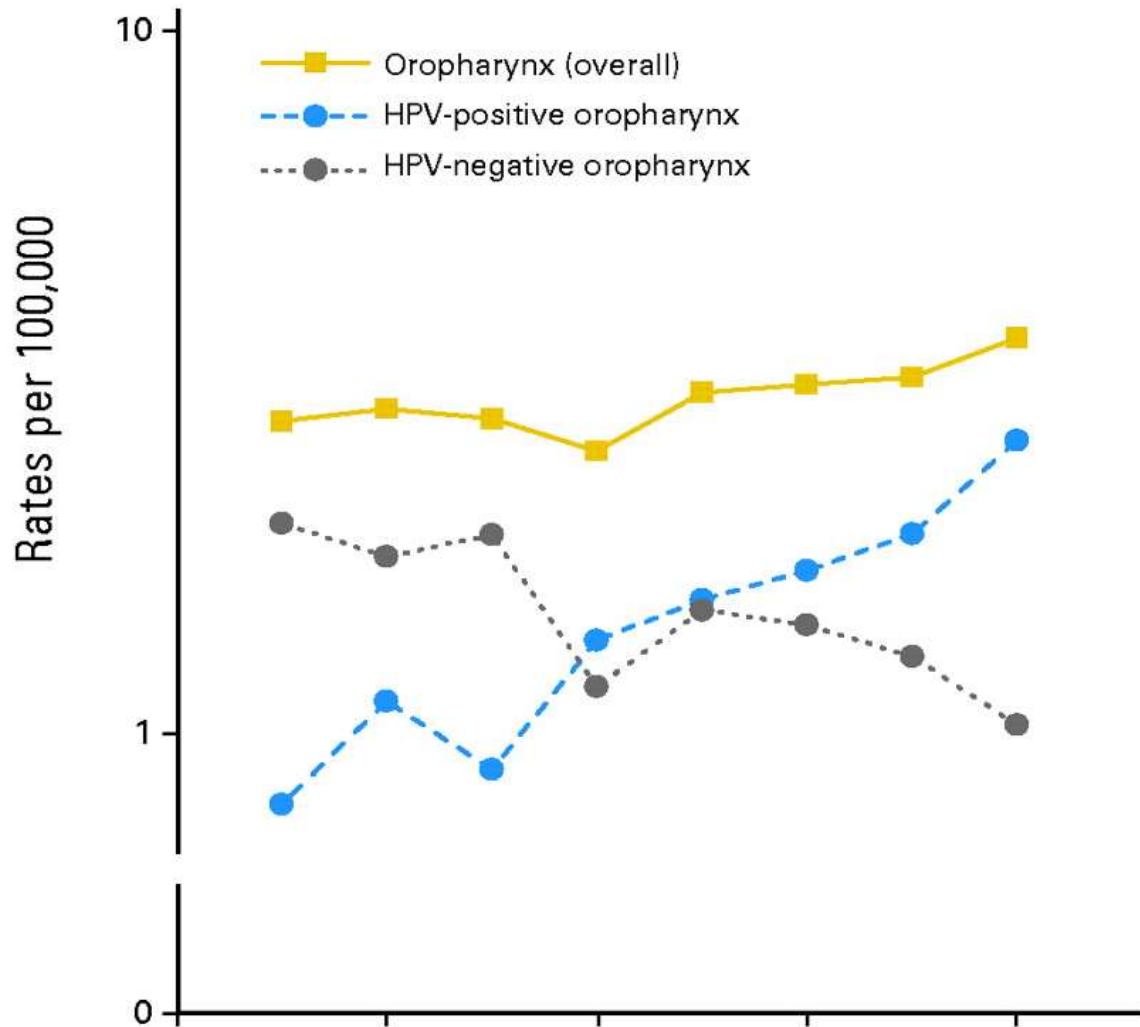 10
Oropharynx (overall)
HPV-positive oropharynx
HPV-negative oropharynx
Rates per 100,000
1
0